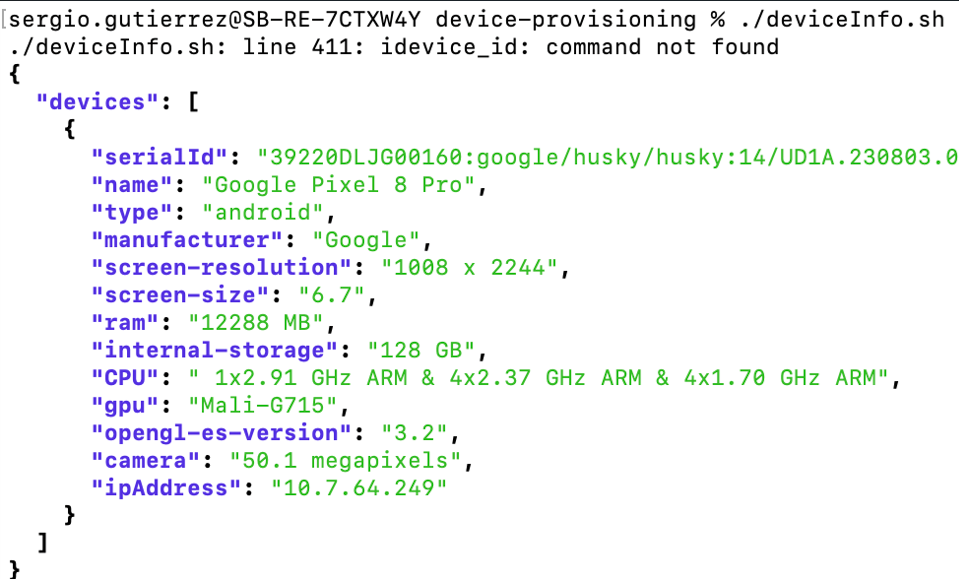 [sergio.gutierrez@SB-RE-7CTXW4Y device-provisioning % ./deviceInfo.sh
./deviceInfo.sh: line 411: idevice_id: command not found
{
  "devices": [
    {
      "serialId": "39220DLJG00160:google/husky/husky:14/UD1A.230803.0
      "name": "Google Pixel 8 Pro",
      "type": "android",
      "manufacturer": "Google",
      "screen-resolution": "1008 x 2244",
      "screen-size": "6.7",
      "ram": "12288 MB",
      "internal-storage": "128 GB",
      "CPU": " 1x2.91 GHz ARM & 4x2.37 GHz ARM & 4x1.70 GHz ARM",
      "gpu": "Mali-G715",
      "opengl-es-version": "3.2",
      "camera": "50.1 megapixels",
      "ipAddress": "10.7.64.249"
    }
  ]
}